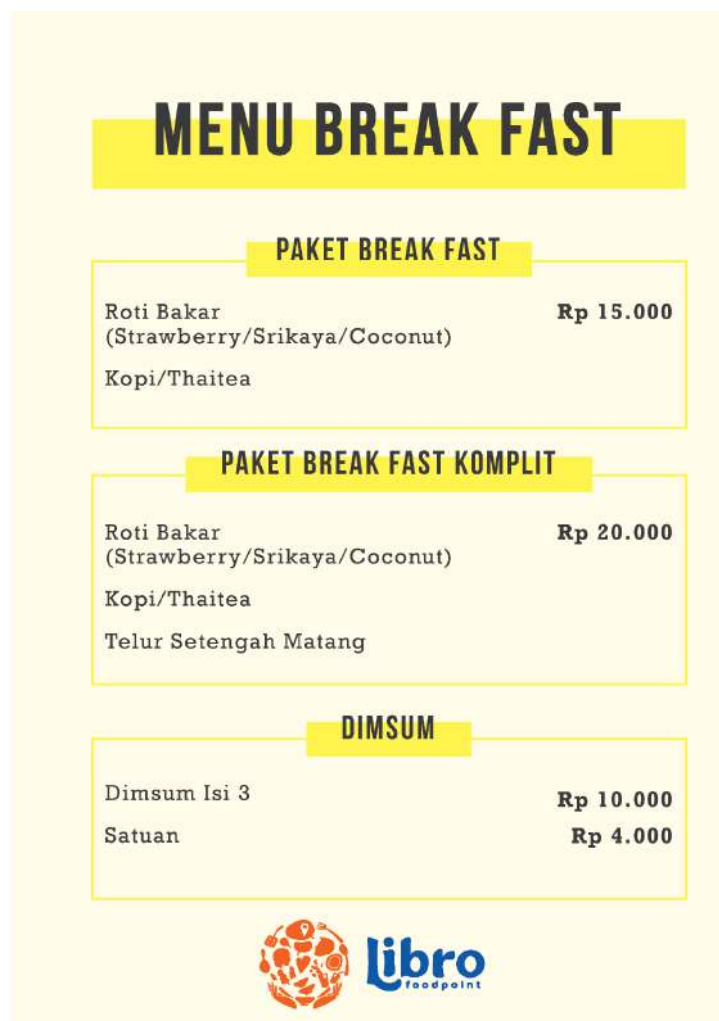 MENU BREAK FAST
PAKET BREAK FAST
Roti Bakar Rp 15.000
(Strawberry/Srikaya/Coconut)
Kopi/Thaitea
PAKET BREAK FAST KOMPLIT
Roti Bakar Rp 20.000
(Strawberry/Srikaya/Coconut)
Kopi/Thaitea
Telur Setengah Matang
DIMSUM
Dimsum Isi 3 Rp 10.000
Satuan Rp 4.000
Libro
foodpoint